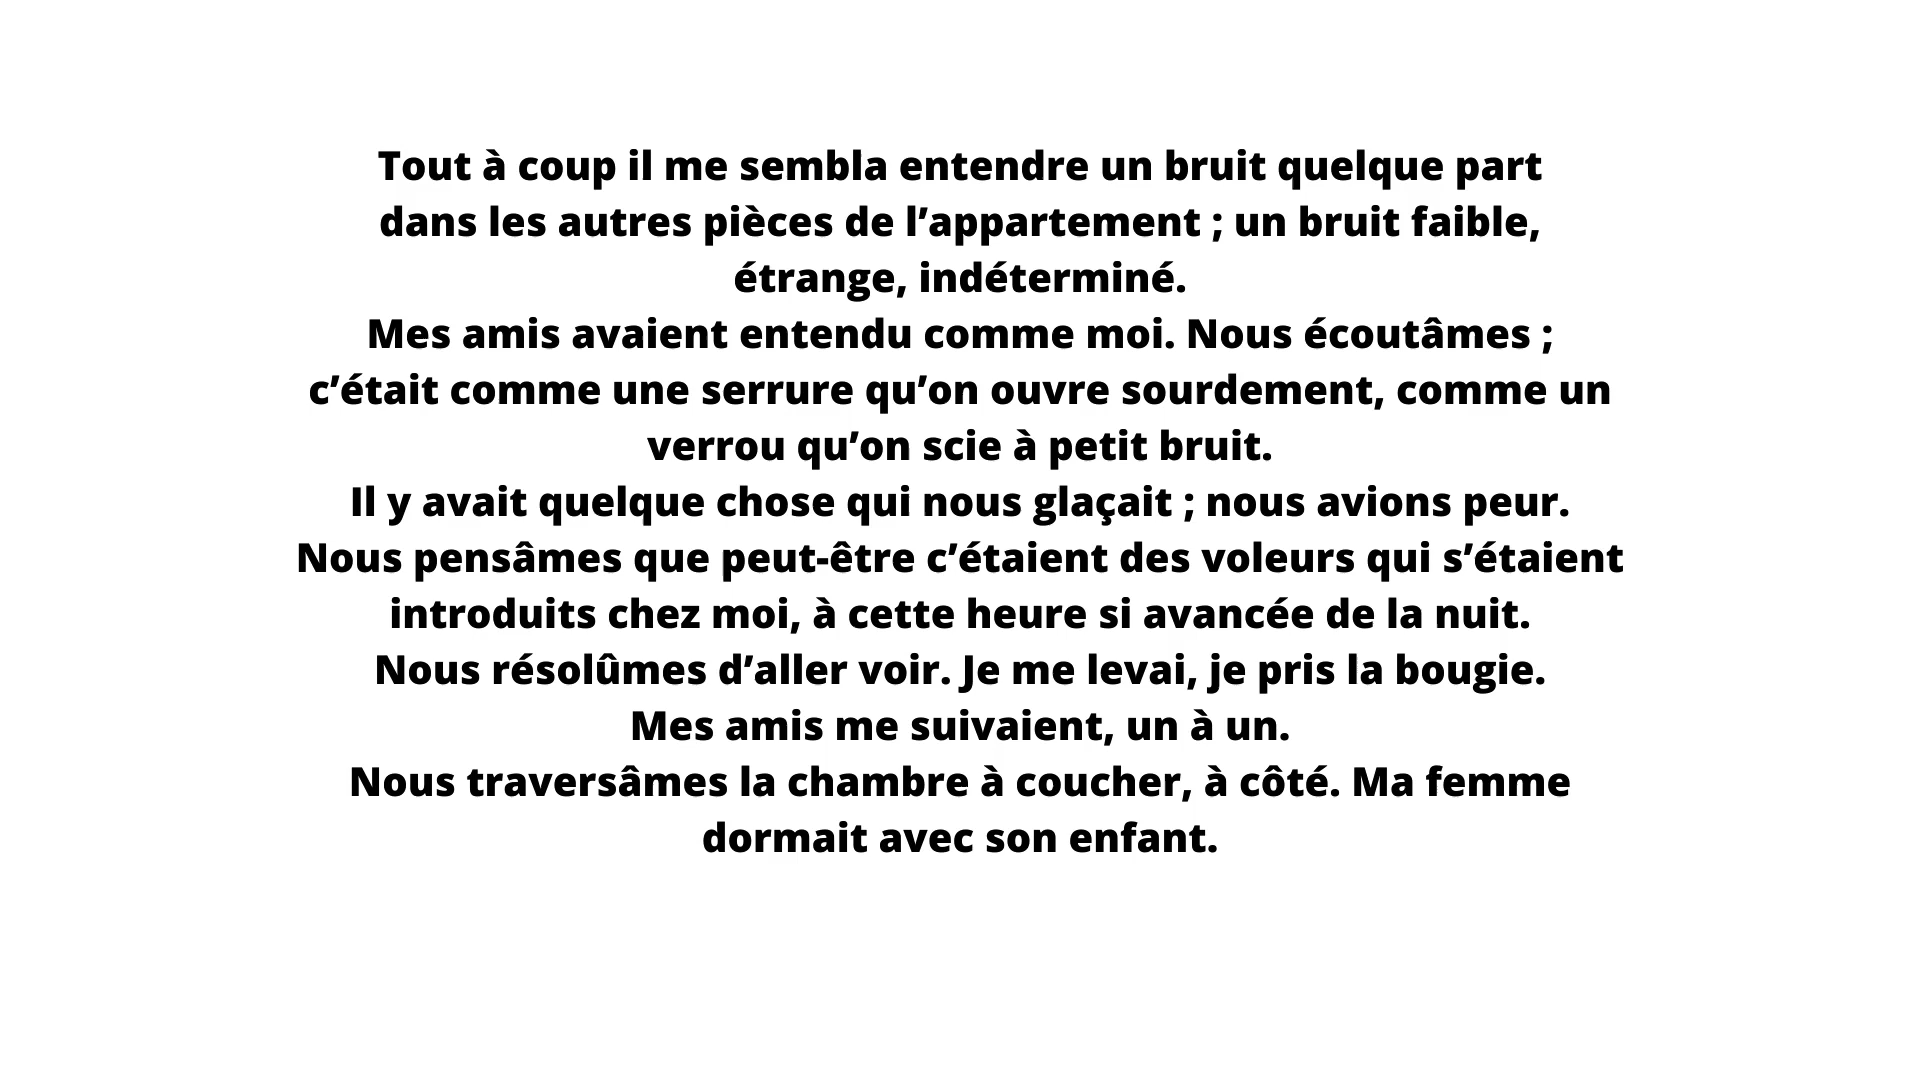 Tout à coup il me sembla entendre un bruit quelque part
dans les autres pièces de l’appartement ; un bruit faible,
étrange, indéterminé.
Mes amis avaient entendu comme moi. Nous écoutâmes ;
c’était comme une serrure qu’on ouvre sourdement, comme un
verrou qu’on scie à petit bruit.
Il y avait quelque chose qui nous glaçait ; nous avions peur.
Nous pensâmes que peut-être c’étaient des voleurs qui s’étaient
introduits chez moi, à cette heure si avancée de la nuit.
Nous résolûmes d’aller voir. Je me levai, je pris la bougie.
Mes amis me suivaient, un à un.
Nous traversâmes la chambre à coucher, à côté. Ma femme
dormait avec son enfant.